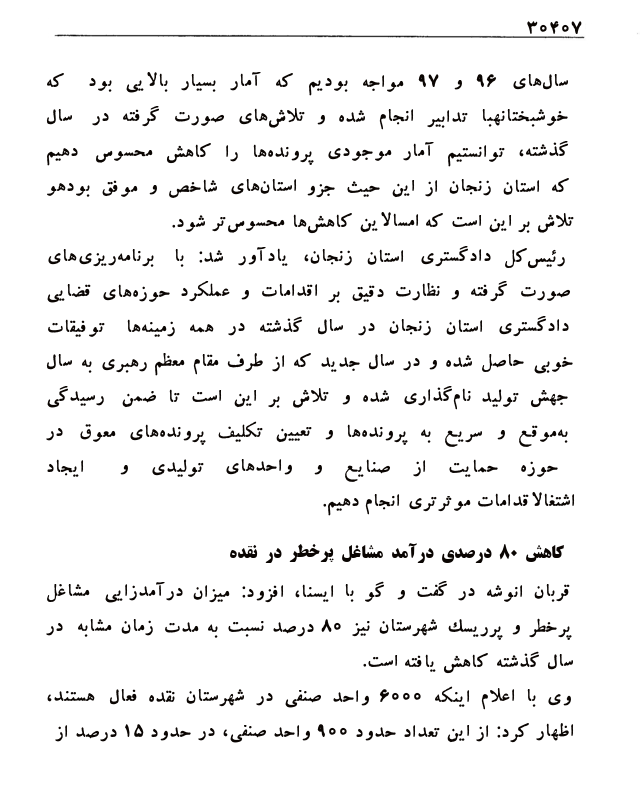 ۳۰۴۰۷
سال‌های ۹۶ و ۹۷ مواجه بودیم که آمار بسیار بالایی بود که
خوشبختانهبا تدابیر انجام شده و تلاش‌های صورت گرفته در سال
گذشته، توانستیم آمار موجودی پرونده‌ها را کاهش محسوس دهیم
که استان زنجان از این حیث جزو استان‌های شاخص و موفق بودهو
تلاش بر این است که امسالاین کاهش‌ها محسوس‌تر شود.
رئیس‌کل دادگستری استان زنجان، یادآور شد: با برنامه‌ریزی‌های
صورت گرفته و نظارت دقیق بر اقدامات و عملکرد حوزه‌های قضایی
دادگستری استان زنجان در سال گذشته در همه زمینه‌ها توفیقات
خوبی حاصل شده و در سال جدید که از طرف مقام معظم رهبری به سال
جهش تولید نام‌گذاری شده و تلاش بر این است تا ضمن رسیدگی
به‌موقع و سریع به پرونده‌ها و تعیین تکلیف پرونده‌های معوق در
حوزه حمایت از صنایع و واحدهای تولیدی و ایجاد
اشتغالاقدامات موثرتری انجام دهیم.
کاهش ۸۰ درصدی درآمد مشاغل پرخطر در نقده
قربان انوشه در گفت و گو با ایسنا، افزود: میزان درآمدزایی مشاغل
پرخطر و پرریسك شهرستان نیز ۸۰ درصد نسبت به مدت زمان مشابه در
سال گذشته کاهش یافته است.
وی با اعلام اینکه ۶۰۰۰ واحد صنفی در شهرستان نقده فعال هستند،
اظهار کرد: از این تعداد حدود ۹۰۰ واحد صنفی، در حدود ۱۵ درصد از